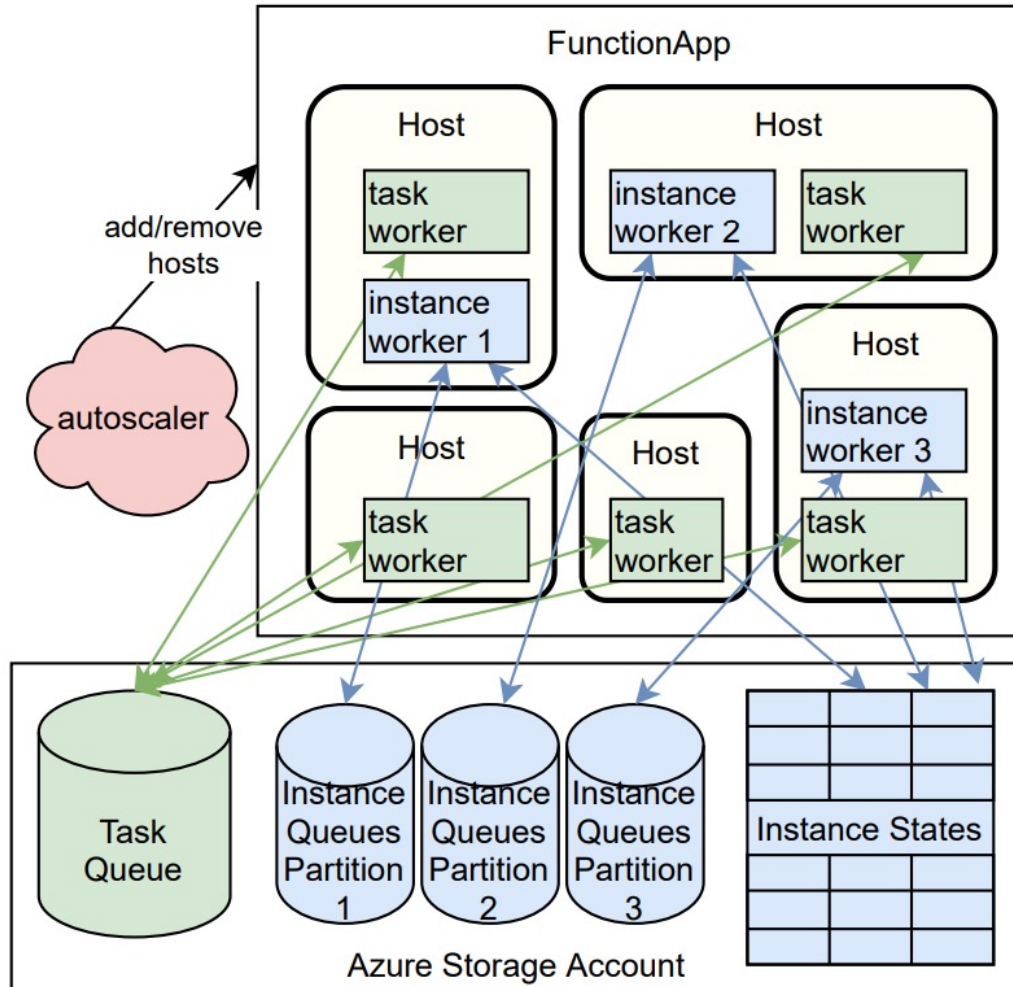 FunctionApp
Host
task
worker
instance
worker 1
Host
instance
worker 2
task
worker
add/remove
hosts
autoscaler
Host
task
worker
Host
task
worker
Host
instance
worker 3
task
worker
Task
Queue
Instance
Queues
Partition
1
Instance
Queues
Partition
2
Instance
Queues
Partition
3
Instance States
Azure Storage Account